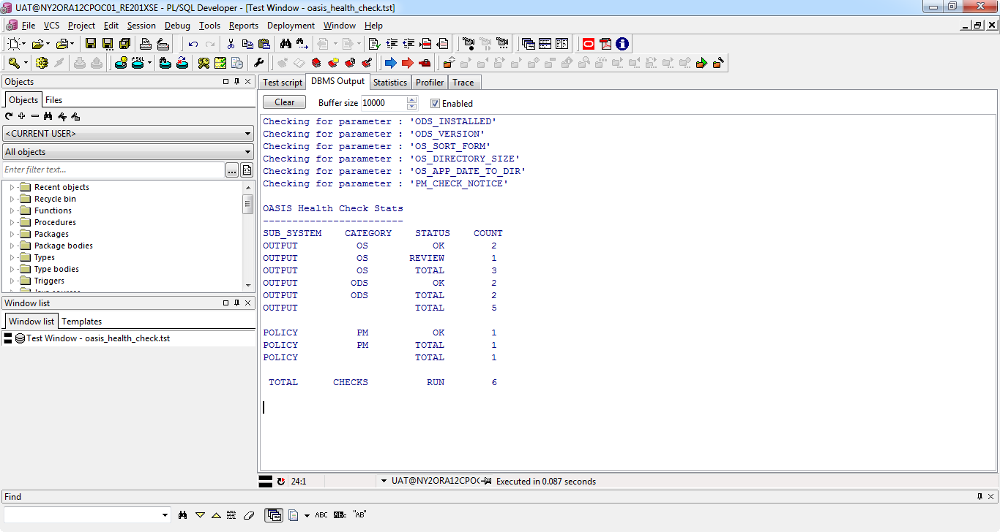 UAT@NY2ORA12CPOC01_RE201XSE - PL/SQL Developer - [Test Window - oasis_health_check.tst]
File VCS Project Edit Session Debug Tools Reports Deployment Window Help
SQL
Objects
Objects Files
<CURRENT USER>
All objects
Enter filter text...
...
Recent objects
Recycle bin
Functions
Procedures
Packages
Package bodies
Types
Type bodies
Triggers
Window list
Window list Templates
Test Window - oasis_health_check.tst
Test script DBMS Output Statistics Profiler Trace
Clear Buffer size 10000 Enabled
Checking for parameter : 'ODS_INSTALLED'
Checking for parameter : 'ODS_VERSION'
Checking for parameter : 'OS_SORT_FORM'
Checking for parameter : 'OS_DIRECTORY_SIZE'
Checking for parameter : 'OS_APP_DATE_TO_DIR'
Checking for parameter : 'PM_CHECK_NOTICE'
OASIS Health Check Stats
------------------------
SUB_SYSTEM CATEGORY STATUS COUNT
OUTPUT OS OK 2
OUTPUT OS REVIEW 1
OUTPUT OS TOTAL 3
OUTPUT ODS OK 2
OUTPUT ODS TOTAL 2
OUTPUT TOTAL 5
POLICY PM OK 1
POLICY PM TOTAL 1
POLICY TOTAL 1
TOTAL CHECKS RUN 6
24:1 UAT@NY2ORA12CPOC Executed in 0.087 seconds
Find
ABC "AB"